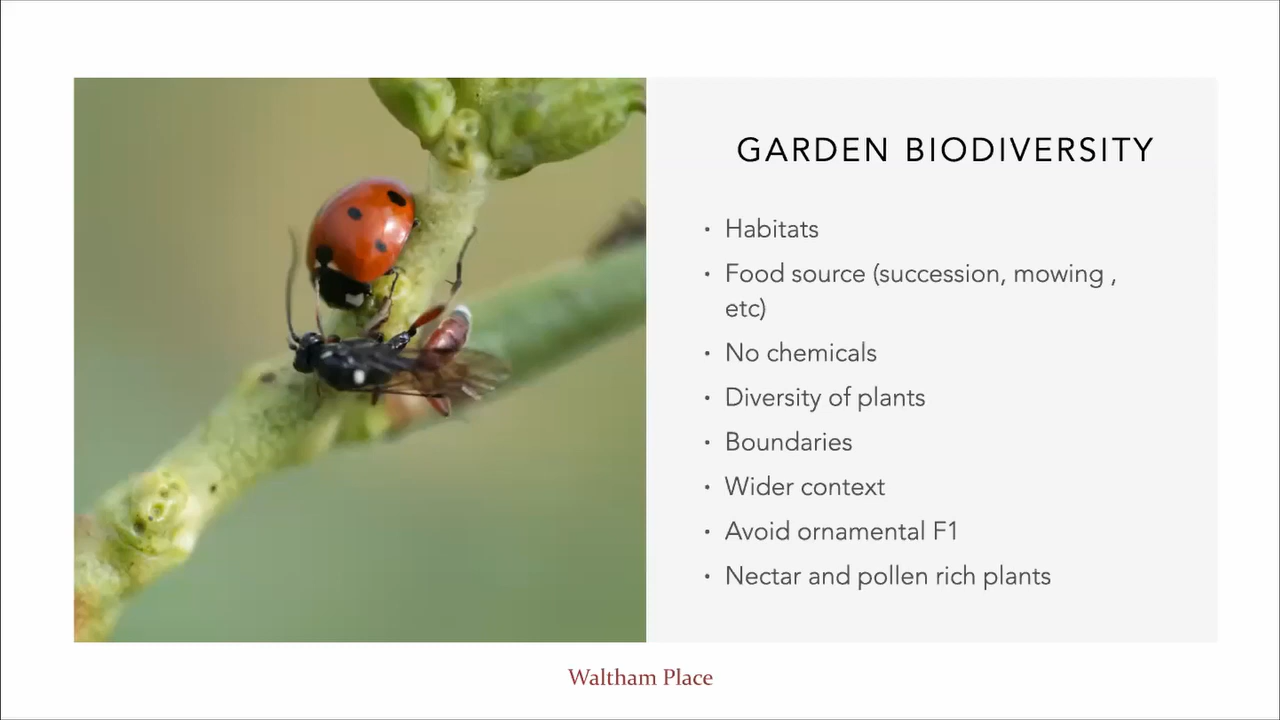 GARDEN BIODIVERSITY
• Habitats
• Food source (succession, mowing ,
etc)
• No chemicals
• Diversity of plants
• Boundaries
• Wider context
• Avoid ornamental F1
• Nectar and pollen rich plants
Waltham Place